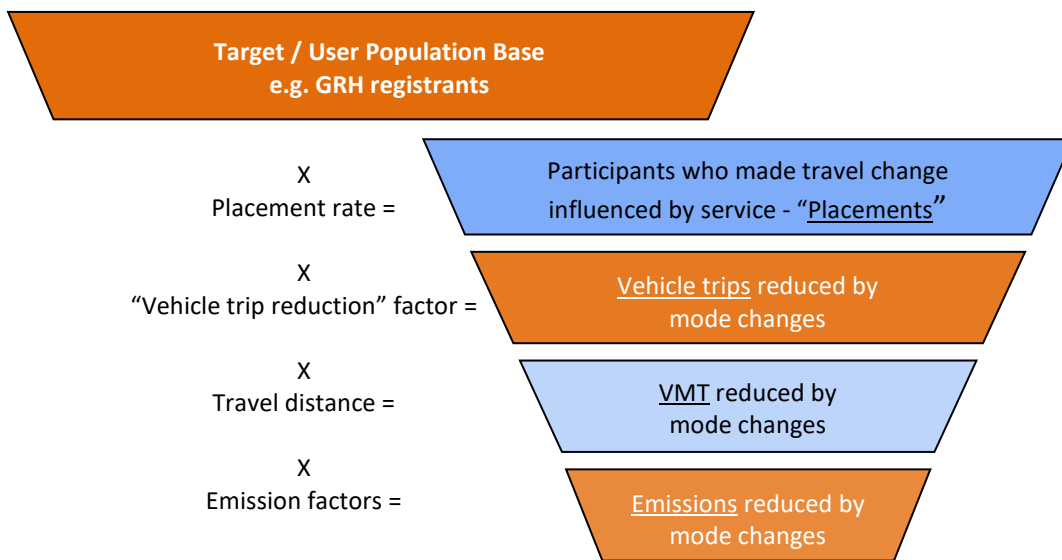 Target / User Population Base
e.g. GRH registrants
X
Placement rate =
Participants who made travel change
influenced by service - “Placements”
X
“Vehicle trip reduction” factor =
Vehicle trips reduced by
mode changes
X
Travel distance =
VMT reduced by
mode changes
X
Emission factors =
Emissions reduced by
mode changes